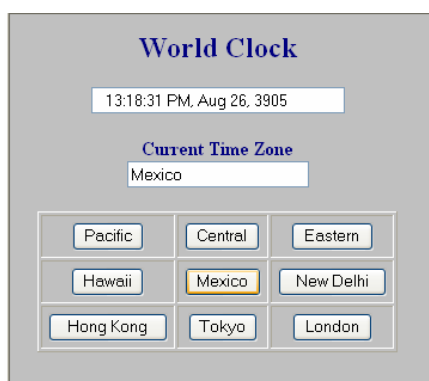 World Clock
13:18:31 PM, Aug 26, 3905
Current Time Zone
Mexico
Pacific Central Eastern
Hawaii Mexico New Delhi
Hong Kong Tokyo London